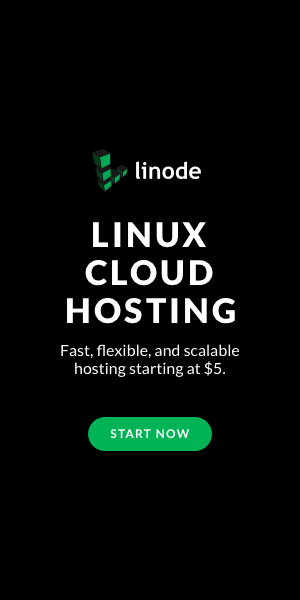 linode
LINUX
CLOUD
HOSTING
Fast, flexible, and scalable
hosting starting at $5.
START NOW